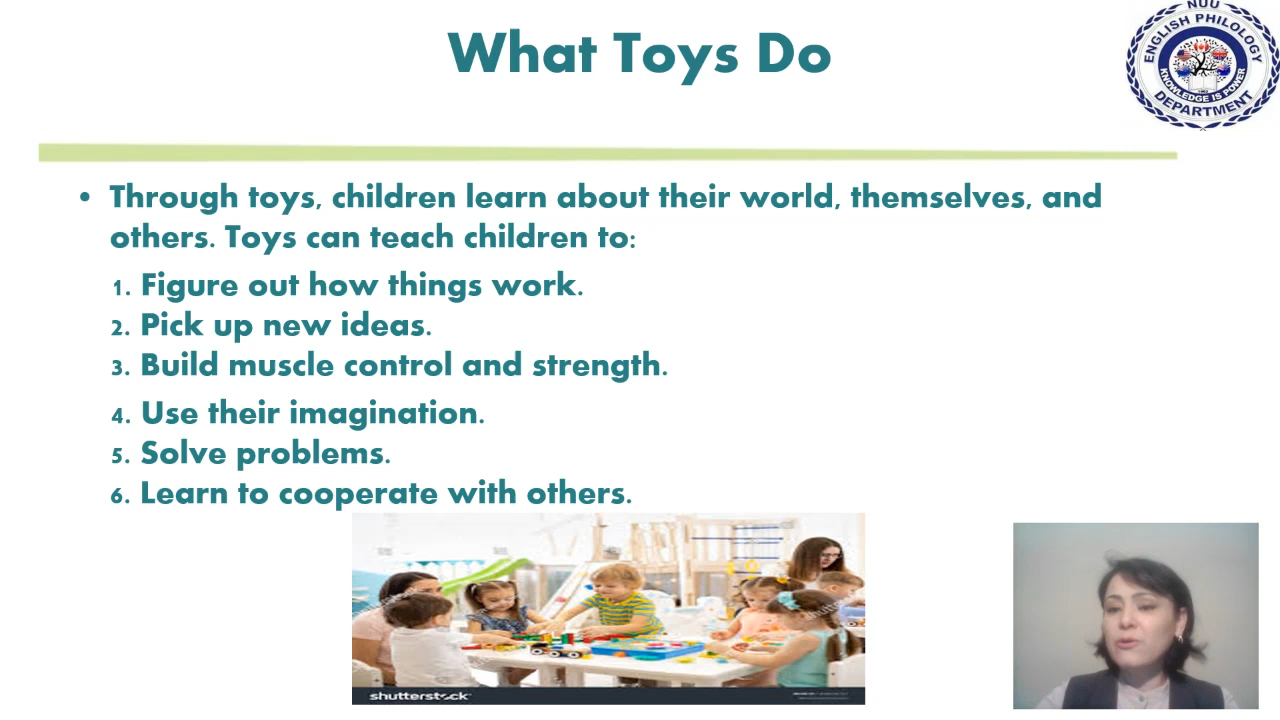 What Toys Do
NUU
ENGLISH PHILOLOGY
KNOWLEDGE IS POWER
DEPARTMENT
• Through toys, children learn about their world, themselves, and
others. Toys can teach children to:
1. Figure out how things work.
2. Pick up new ideas.
3. Build muscle control and strength.
4. Use their imagination.
5. Solve problems.
6. Learn to cooperate with others.
shutterstock